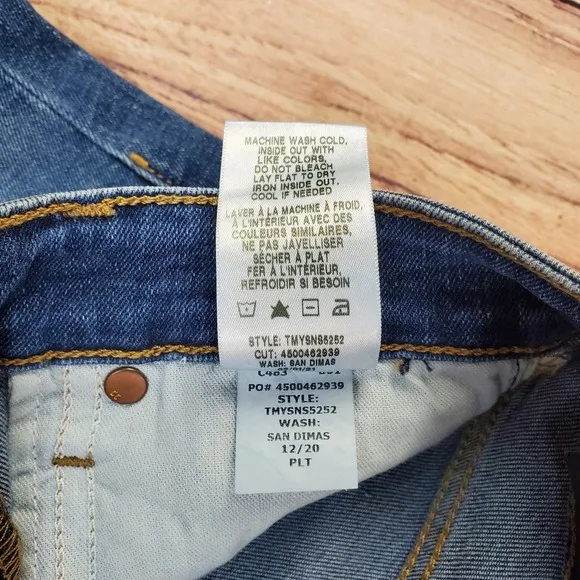 MACHINE WASH COLD,
INSIDE OUT WITH
LIKE COLORS,
DO NOT BLEACH
LAY FLAT TO DRY
IRON INSIDE OUT,
COOL IF NEEDED
LAVER À LA MACHINE À FROID,
À L'INTÉRIEUR AVEC DES
COULEURS SIMILAIRES,
NE PAS JAVELLISER
SÉCHER À PLAT
FER À L'INTÉRIEUR,
REFROIDIR SI BESOIN
STYLE: TMYSNS5252
CUT: 4500462939
WASH: SAN DIMAS
PO# 4500462939
STYLE:
TMYSNS5252
WASH:
SAN DIMAS
12/20
PLT